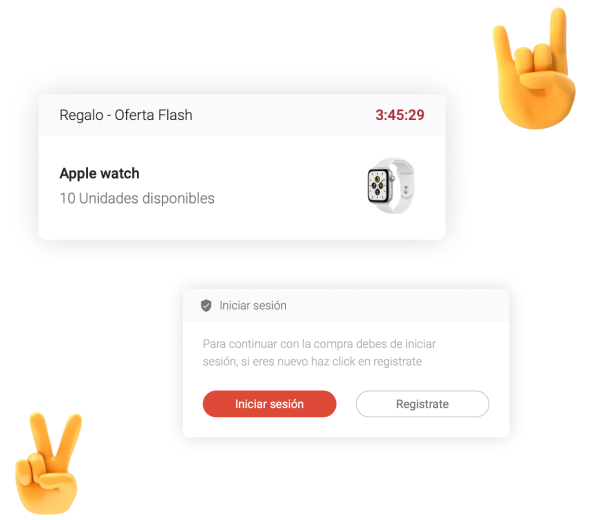 Regalo - Oferta Flash 3:45:29
Apple watch
10 Unidades disponibles
Iniciar sesión
Para continuar con la compra debes de iniciar
sesión, si eres nuevo haz click en registrate
Iniciar sesión Registrate